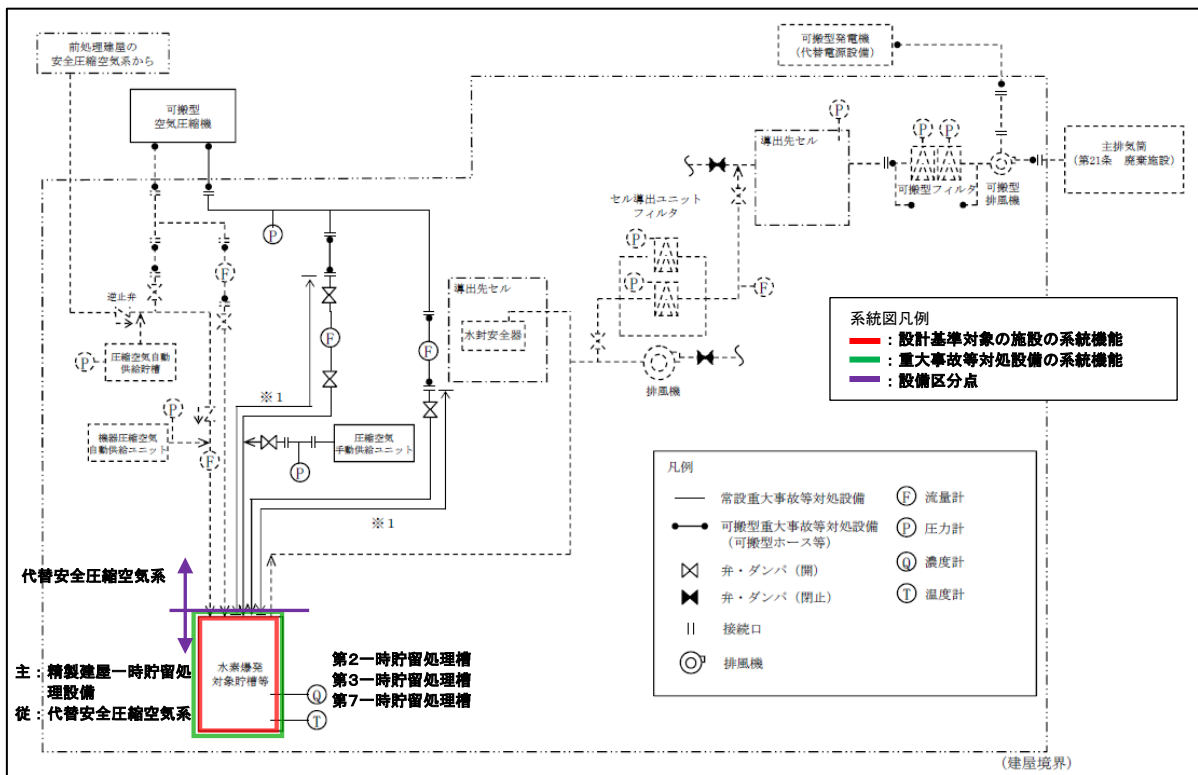 前処理建屋の
安全圧縮空気系から
可搬型
空気圧縮機
可搬型発電機
（代替電源設備）
主排気筒
（第21条　廃棄施設）
導出先セル
P
P
P
可搬型フィルタ
可搬型
排風機
セル導出ユニット
フィルタ
P
P
F
排風機
導出先セル
水封安全器
P
F
F
F
逆止弁
圧縮空気自動
供給貯槽
P
P
機器圧縮空気
自動供給ユニット
F
※１
圧縮空気
手動供給ユニット
P
※１
系統図凡例
：設計基準対象の施設の系統機能
：重大事故等対処設備の系統機能
：設備区分点
凡例
常設重大事故等対処設備
可搬型重大事故等対処設備
（可搬型ホース等）
弁・ダンパ（開）
弁・ダンパ（閉止）
接続口
排風機
F 流量計
P 圧力計
Q 濃度計
T 温度計
代替安全圧縮空気系
主：精製建屋一時貯留処
理設備
従：代替安全圧縮空気系
水素爆発
対象貯槽等
Q
T
第2一時貯留処理槽
第3一時貯留処理槽
第7一時貯留処理槽
（建屋境界）